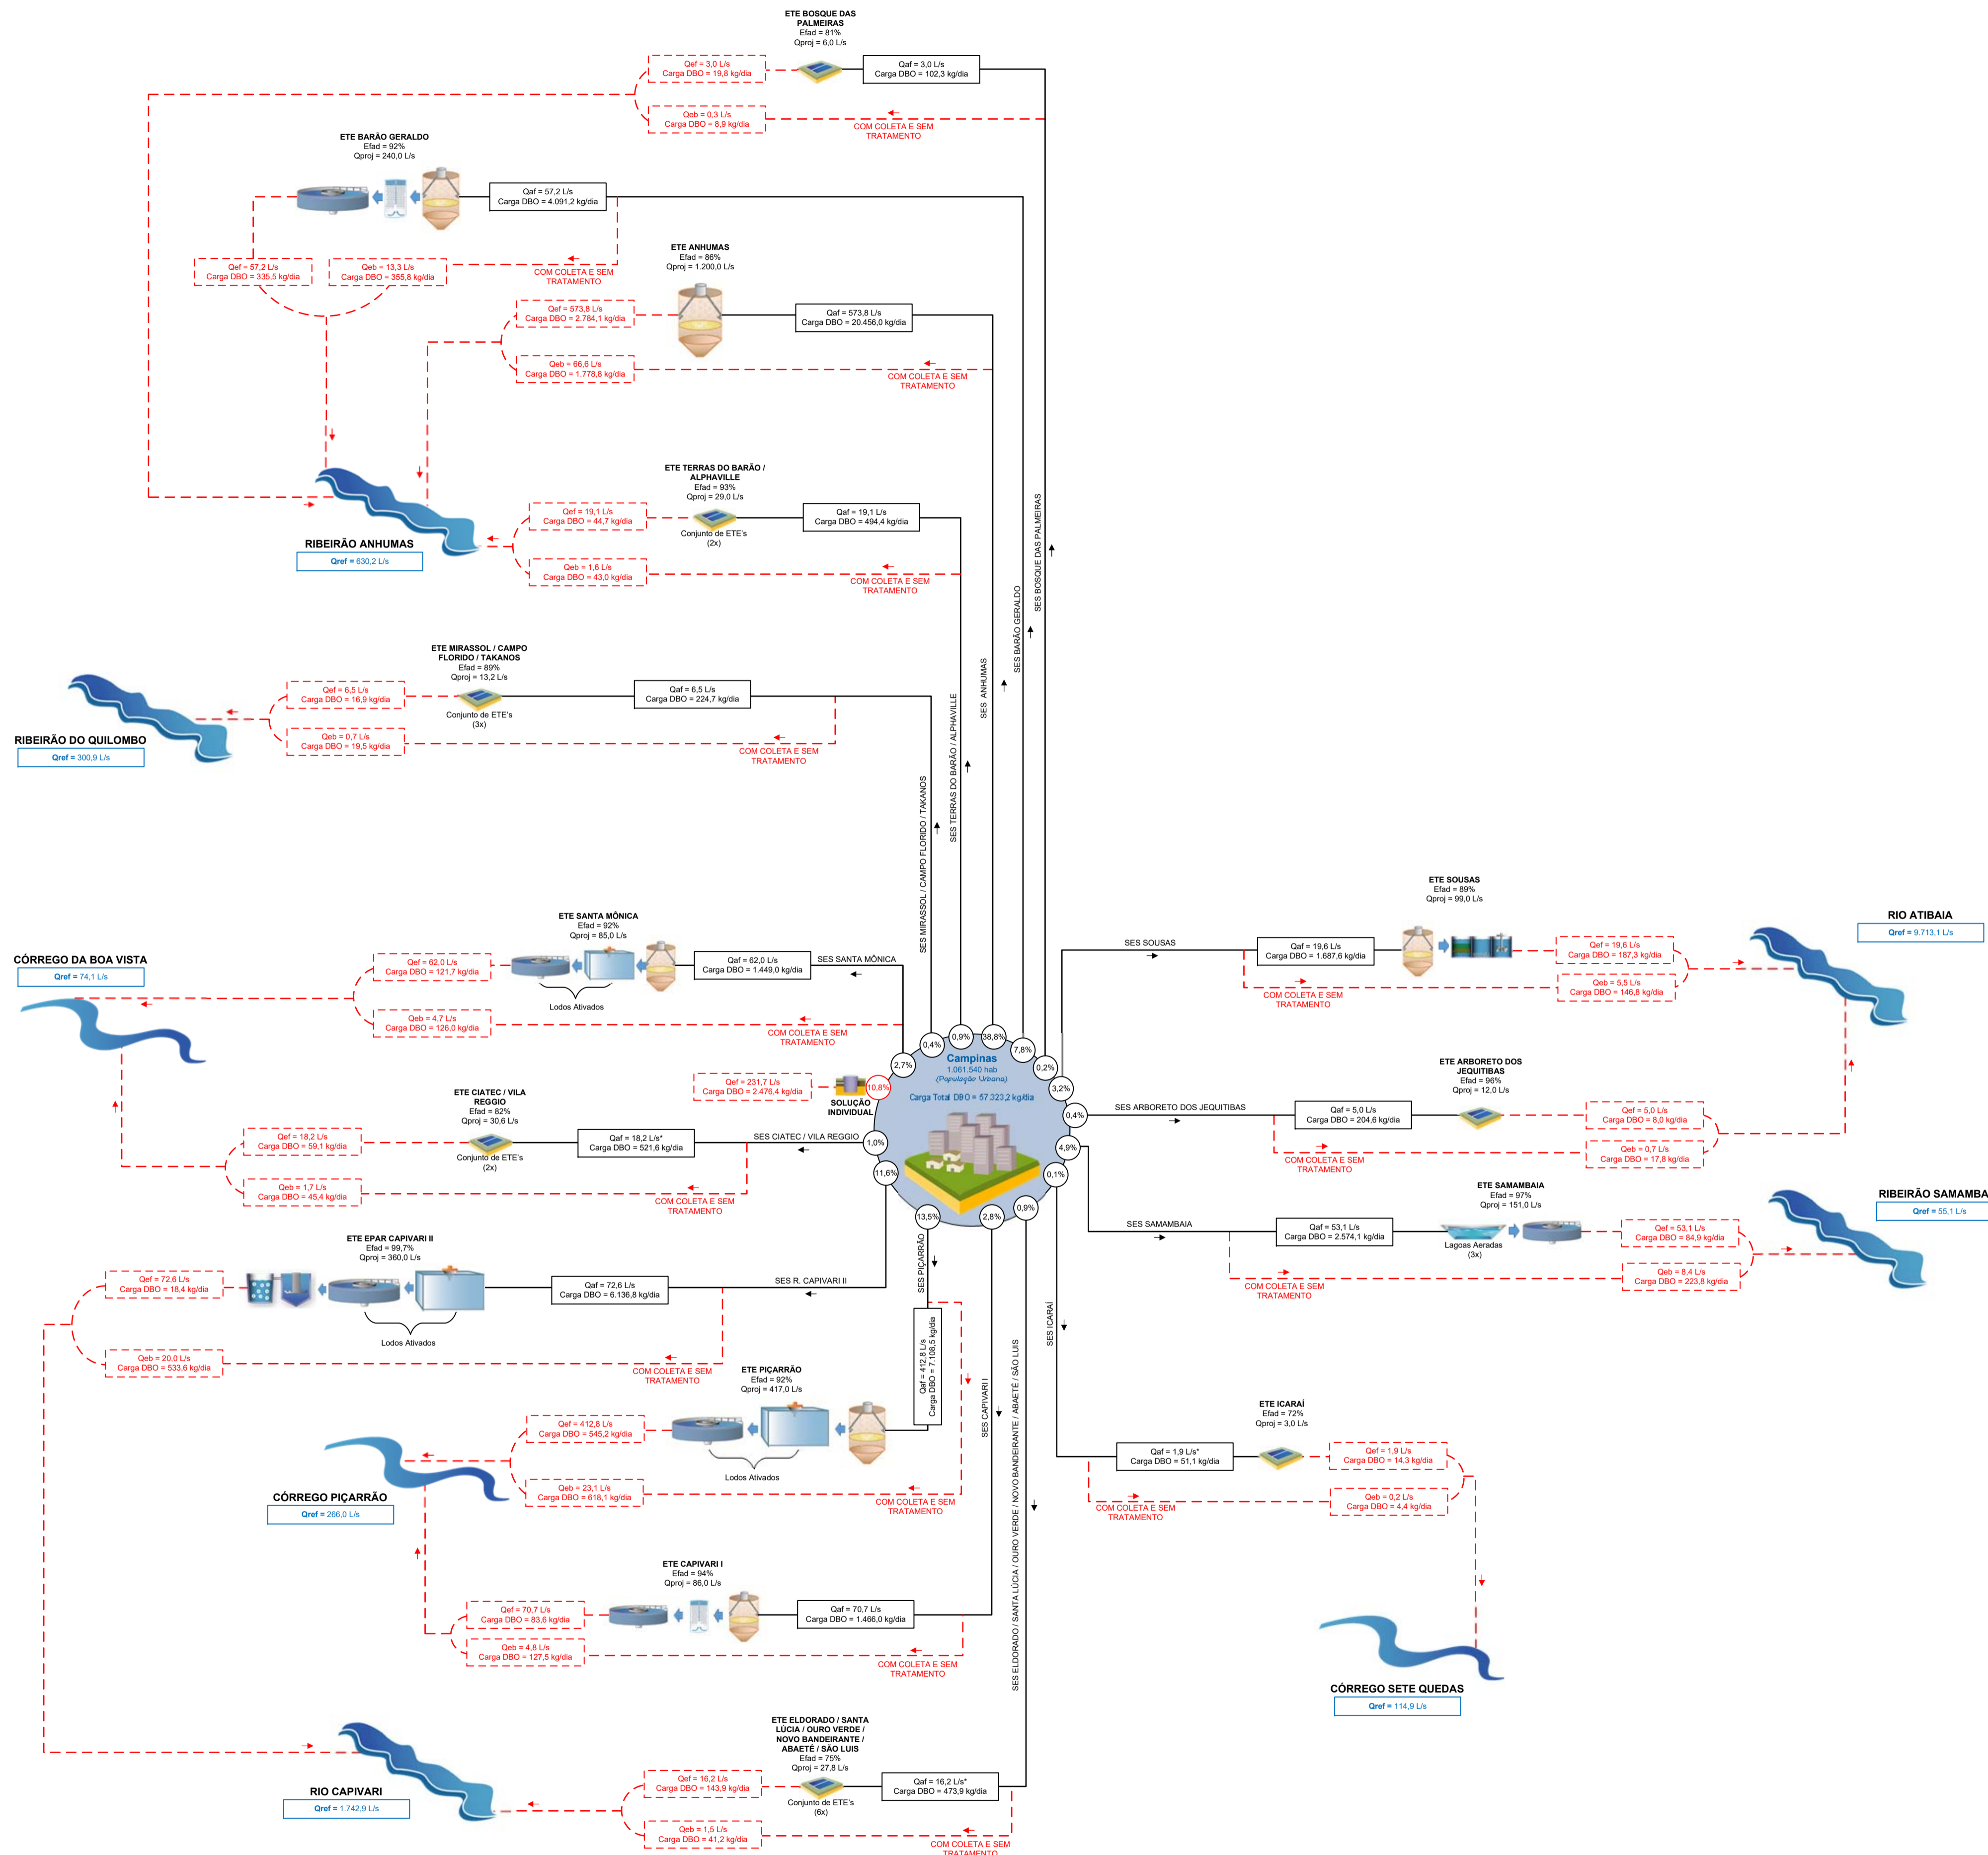 ETE BOSQUE DAS
PALMEIRAS
Efad = 81%
Qproj = 6,0 L/s
Qef = 3,0 L/s
Carga DBO = 19,8 kg/dia
Qaf = 3,0 L/s
Carga DBO = 102,3 kg/dia
Qeb = 0,3 L/s
Carga DBO = 8,9 kg/dia
COM COLETA E SEM
TRATAMENTO
ETE BARÃO GERALDO
Efad = 92%
Qproj = 240,0 L/s
Qaf = 57,2 L/s
Carga DBO = 4.091,2 kg/dia
Qef = 57,2 L/s
Carga DBO = 335,5 kg/dia
Qeb = 13,3 L/s
Carga DBO = 355,8 kg/dia
COM COLETA E SEM
TRATAMENTO
ETE ANHUMAS
Efad = 86%
Qproj = 1.200,0 L/s
Qef = 573,8 L/s
Carga DBO = 2.784,1 kg/dia
Qaf = 573,8 L/s
Carga DBO = 20.456,0 kg/dia
Qeb = 66,6 L/s
Carga DBO = 1.778,8 kg/dia
COM COLETA E SEM
TRATAMENTO
ETE TERRAS DO BARÃO /
ALPHAVILLE
Efad = 93%
Qproj = 29,0 L/s
Qef = 19,1 L/s
Carga DBO = 44,7 kg/dia
Conjunto de ETE's
(2x)
Qaf = 19,1 L/s
Carga DBO = 494,4 kg/dia
Qeb = 1,6 L/s
Carga DBO = 43,0 kg/dia
COM COLETA E SEM
TRATAMENTO
RIBEIRÃO ANHUMAS
Qref = 630,2 L/s
ETE MIRASSOL / CAMPO
FLORIDO / TAKANOS
Efad = 89%
Qproj = 13,2 L/s
Qef = 6,5 L/s
Carga DBO = 16,9 kg/dia
Conjunto de ETE's
(3x)
Qaf = 6,5 L/s
Carga DBO = 224,7 kg/dia
Qeb = 0,7 L/s
Carga DBO = 19,5 kg/dia
COM COLETA E SEM
TRATAMENTO
RIBEIRÃO DO QUILOMBO
Qref = 300,9 L/s
SES MIRASSOL / CAMPO FLORIDO / TAKANOS
SES TERRAS DO BARÃO / ALPHAVILLE
SES ANHUMAS
SES BARÃO GERALDO
SES BOSQUE DAS PALMEIRAS
ETE SANTA MÔNICA
Efad = 92%
Qproj = 85,0 L/s
Qef = 62,0 L/s
Carga DBO = 121,7 kg/dia
Lodos Ativados
Qaf = 62,0 L/s
Carga DBO = 1.449,0 kg/dia
SES SANTA MÔNICA
Qeb = 4,7 L/s
Carga DBO = 126,0 kg/dia
COM COLETA E SEM
TRATAMENTO
CÓRREGO DA BOA VISTA
Qref = 74,1 L/s
Qef = 231,7 L/s
Carga DBO = 2.476,4 kg/dia
SOLUÇÃO
INDIVIDUAL
10,8%
2,7%
0,4%
0,9%
38,8%
7,8%
0,2%
3,2%
0,4%
4,9%
0,1%
0,9%
2,8%
13,5%
11,6%
1,0%
Campinas
1.061.540 hab
(População Urbana)
Carga Total DBO = 57.323,2 kg/dia
ETE CIATEC / VILA
REGGIO
Efad = 82%
Qproj = 30,6 L/s
Qef = 18,2 L/s
Carga DBO = 59,1 kg/dia
Conjunto de ETE's
(2x)
Qaf = 18,2 L/s*
Carga DBO = 521,6 kg/dia
SES CIATEC / VILA REGGIO
Qeb = 1,7 L/s
Carga DBO = 45,4 kg/dia
COM COLETA E SEM
TRATAMENTO
ETE EPAR CAPIVARI II
Efad = 99,7%
Qproj = 360,0 L/s
Qef = 72,6 L/s
Carga DBO = 18,4 kg/dia
Lodos Ativados
Qaf = 72,6 L/s
Carga DBO = 6.136,8 kg/dia
SES R. CAPIVARI II
Qeb = 20,0 L/s
Carga DBO = 533,6 kg/dia
COM COLETA E SEM
TRATAMENTO
SES PIÇARRÃO
Qaf = 412,8 L/s
Carga DBO = 7.108,5 kg/dia
ETE PIÇARRÃO
Efad = 92%
Qproj = 417,0 L/s
Qef = 412,8 L/s
Carga DBO = 545,2 kg/dia
Lodos Ativados
Qeb = 23,1 L/s
Carga DBO = 618,1 kg/dia
COM COLETA E SEM
TRATAMENTO
CÓRREGO PIÇARRÃO
Qref = 266,0 L/s
SES CAPIVARI I
ETE CAPIVARI I
Efad = 94%
Qproj = 86,0 L/s
Qef = 70,7 L/s
Carga DBO = 83,6 kg/dia
Qaf = 70,7 L/s
Carga DBO = 1.466,0 kg/dia
Qeb = 4,8 L/s
Carga DBO = 127,5 kg/dia
COM COLETA E SEM
TRATAMENTO
SES ELDORADO / SANTA LÚCIA / OURO VERDE / NOVO BANDEIRANTE / ABAETÉ / SÃO LUIS
ETE ELDORADO / SANTA
LÚCIA / OURO VERDE /
NOVO BANDEIRANTE /
ABAETÉ / SÃO LUIS
Efad = 75%
Qproj = 27,8 L/s
Qef = 16,2 L/s
Carga DBO = 143,9 kg/dia
Conjunto de ETE's
(6x)
Qaf = 16,2 L/s*
Carga DBO = 473,9 kg/dia
Qeb = 1,5 L/s
Carga DBO = 41,2 kg/dia
COM COLETA E SEM
TRATAMENTO
RIO CAPIVARI
Qref = 1.742,9 L/s
ETE SOUSAS
Efad = 89%
Qproj = 99,0 L/s
SES SOUSAS
Qaf = 19,6 L/s
Carga DBO = 1.687,6 kg/dia
Qef = 19,6 L/s
Carga DBO = 187,3 kg/dia
Qeb = 5,5 L/s
Carga DBO = 146,8 kg/dia
COM COLETA E SEM
TRATAMENTO
RIO ATIBAIA
Qref = 9.713,1 L/s
ETE ARBORETO DOS
JEQUITIBAS
Efad = 96%
Qproj = 12,0 L/s
SES ARBORETO DOS JEQUITIBAS
Qaf = 5,0 L/s
Carga DBO = 204,6 kg/dia
Qef = 5,0 L/s
Carga DBO = 8,0 kg/dia
Qeb = 0,7 L/s
Carga DBO = 17,8 kg/dia
COM COLETA E SEM
TRATAMENTO
ETE SAMAMBAIA
Efad = 97%
Qproj = 151,0 L/s
SES SAMAMBAIA
Qaf = 53,1 L/s
Carga DBO = 2.574,1 kg/dia
Lagoas Aeradas
(3x)
Qef = 53,1 L/s
Carga DBO = 84,9 kg/dia
Qeb = 8,4 L/s
Carga DBO = 223,8 kg/dia
COM COLETA E SEM
TRATAMENTO
RIBEIRÃO SAMAMBA
Qref = 55,1 L/s
SES ICARAÍ
ETE ICARAÍ
Efad = 72%
Qproj = 3,0 L/s
Qaf = 1,9 L/s*
Carga DBO = 51,1 kg/dia
Qef = 1,9 L/s
Carga DBO = 14,3 kg/dia
Qeb = 0,2 L/s
Carga DBO = 4,4 kg/dia
COM COLETA E SEM
TRATAMENTO
CÓRREGO SETE QUEDAS
Qref = 114,9 L/s